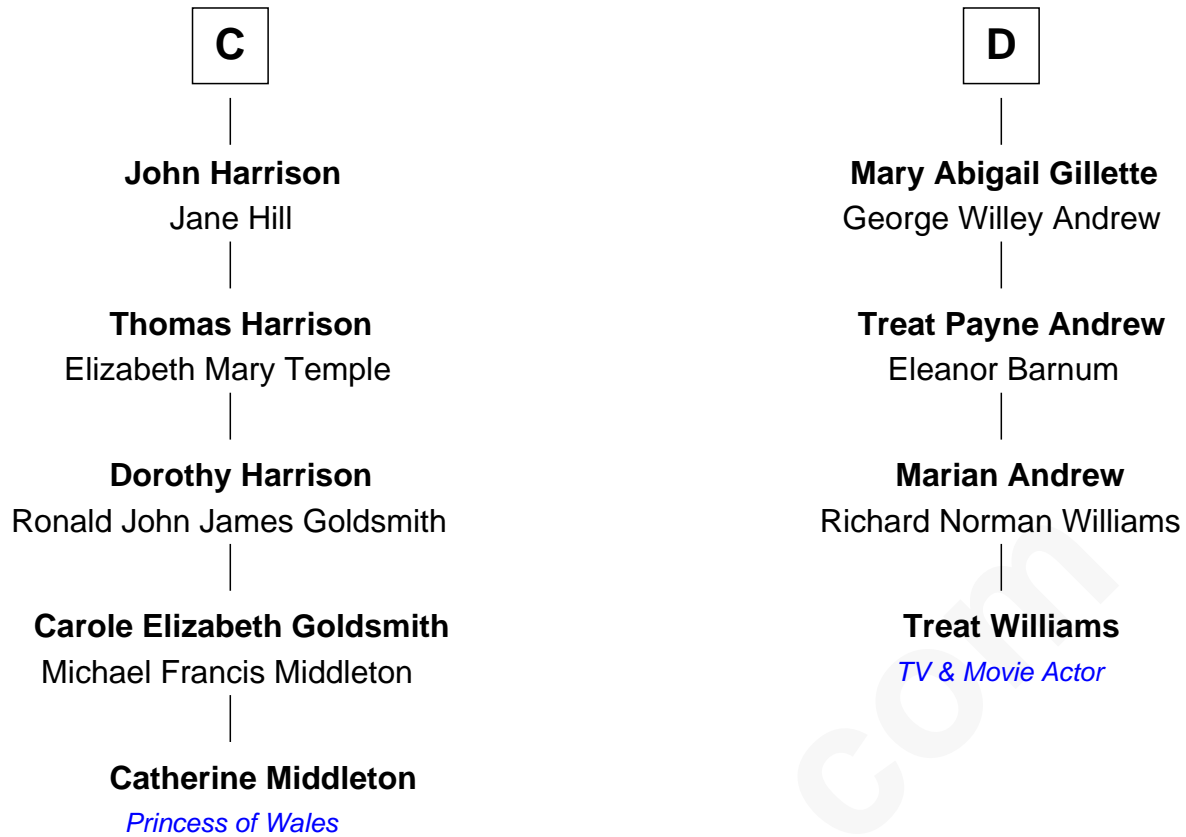 C
John Harrison
Jane Hill
Thomas Harrison
Elizabeth Mary Temple
Dorothy Harrison
Ronald John James Goldsmith
Carole Elizabeth Goldsmith
Michael Francis Middleton
Catherine Middleton
Princess of Wales
D
Mary Abigail Gillette
George Willey Andrew
Treat Payne Andrew
Eleanor Barnum
Marian Andrew
Richard Norman Williams
Treat Williams
TV & Movie Actor
com